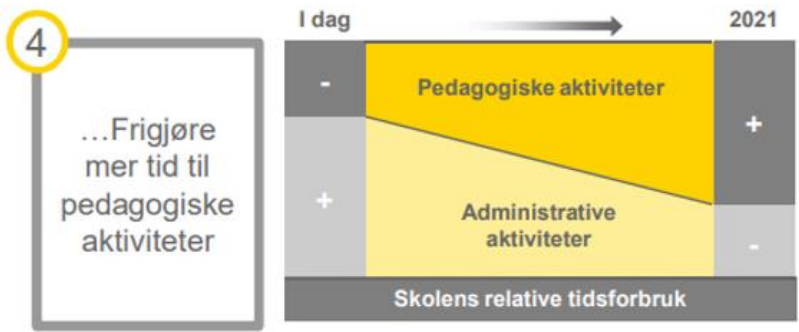 4
…Frigjøre
mer tid til
pedagogiske
aktiviteter
I dag
2021
-
Pedagogiske aktiviteter
+
+
Administrative
aktiviteter
-
Skolens relative tidsforbruk